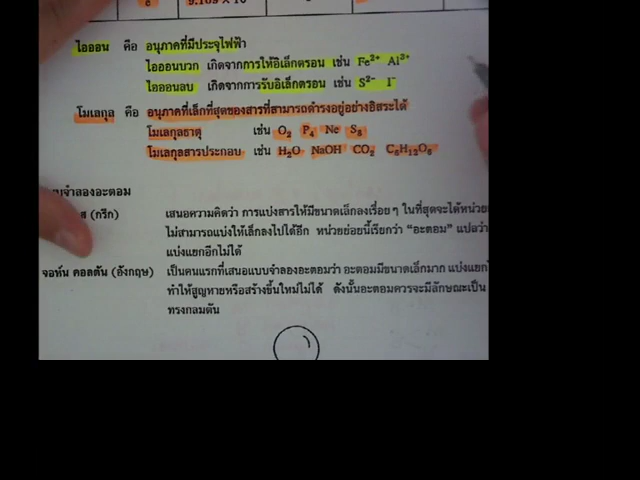 e 9.109 × 10
ไอออน คือ อนุภาคที่มีประจุไฟฟ้า
ไอออนบวก เกิดจากการให้อิเล็กตรอน เช่น Fe²⁺ Al³⁺
ไอออนลบ เกิดจากการรับอิเล็กตรอน เช่น S²⁻ I⁻
โมเลกุล คือ อนุภาคที่เล็กที่สุดของสารที่สามารถดำรงอยู่อย่างอิสระได้
โมเลกุลธาตุ เช่น O₂ P₄ Ne S₈
โมเลกุลสารประกอบ เช่น H₂O NaOH CO₂ C₆H₁₂O₆
จำลองอะตอม
ส (กรีก) เสนอความคิดว่า การแบ่งสารให้มีขนาดเล็กลงเรื่อย ๆ ในที่สุดจะได้หน่วย
ไม่สามารถแบ่งให้เล็กลงไปได้อีก หน่วยย่อยนี้เรียกว่า "อะตอม" แปลว่า
แบ่งแยกอีกไม่ได้
จอห์น ดอลตัน (อังกฤษ) เป็นคนแรกที่เสนอแบบจำลองอะตอมว่า อะตอมมีขนาดเล็กมาก แบ่งแยก
ทำให้สูญหายหรือสร้างขึ้นใหม่ไม่ได้ ดังนั้นอะตอมควรจะมีลักษณะเป็น
ทรงกลมตัน